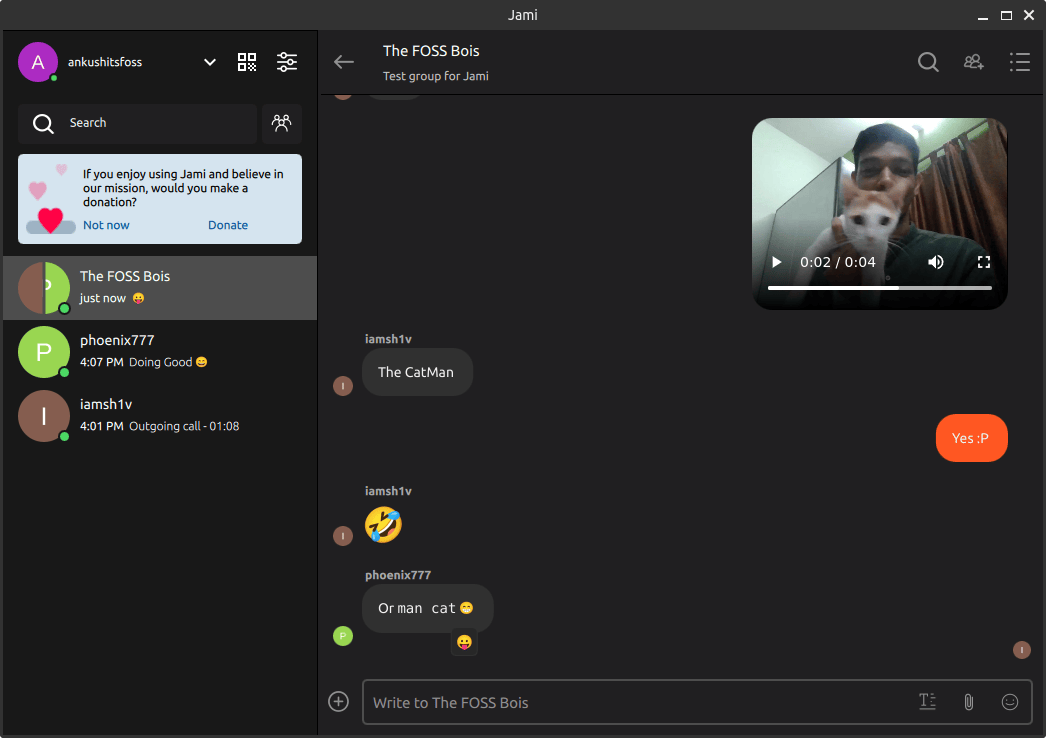 Jami
A
ankushitsfoss
Search
If you enjoy using Jami and believe in
our mission, would you make a
donation?
Not now
Donate
The FOSS Bois
just now 😛
P
phoenix777
4:07 PM Doing Good 😄
I
iamsh1v
4:01 PM Outgoing call - 01:08
The FOSS Bois
Test group for Jami
0:02 / 0:04
iamsh1v
The CatMan
I
Yes :P
iamsh1v
🤣
I
phoenix777
Or man cat 😁
P
😛
I
Write to The FOSS Bois